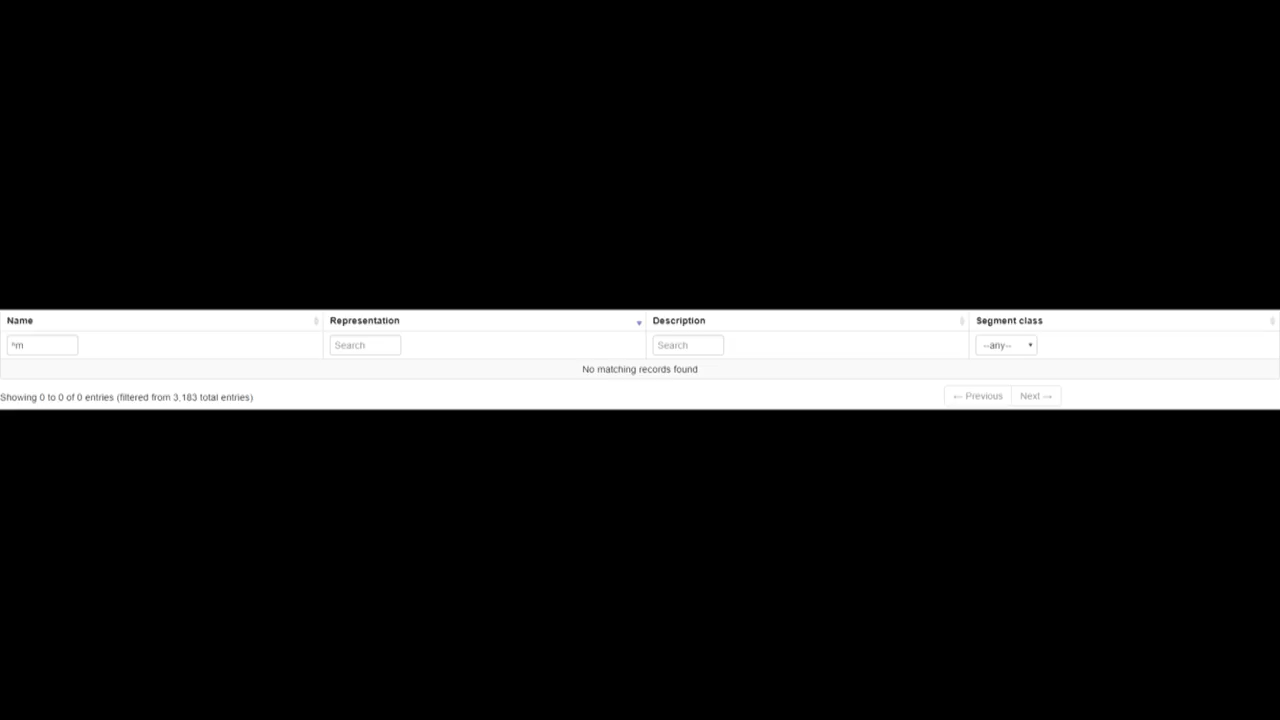 Name Representation Description Segment class
^m Search Search --any--
No matching records found
Showing 0 to 0 of 0 entries (filtered from 3,183 total entries) ← Previous Next →